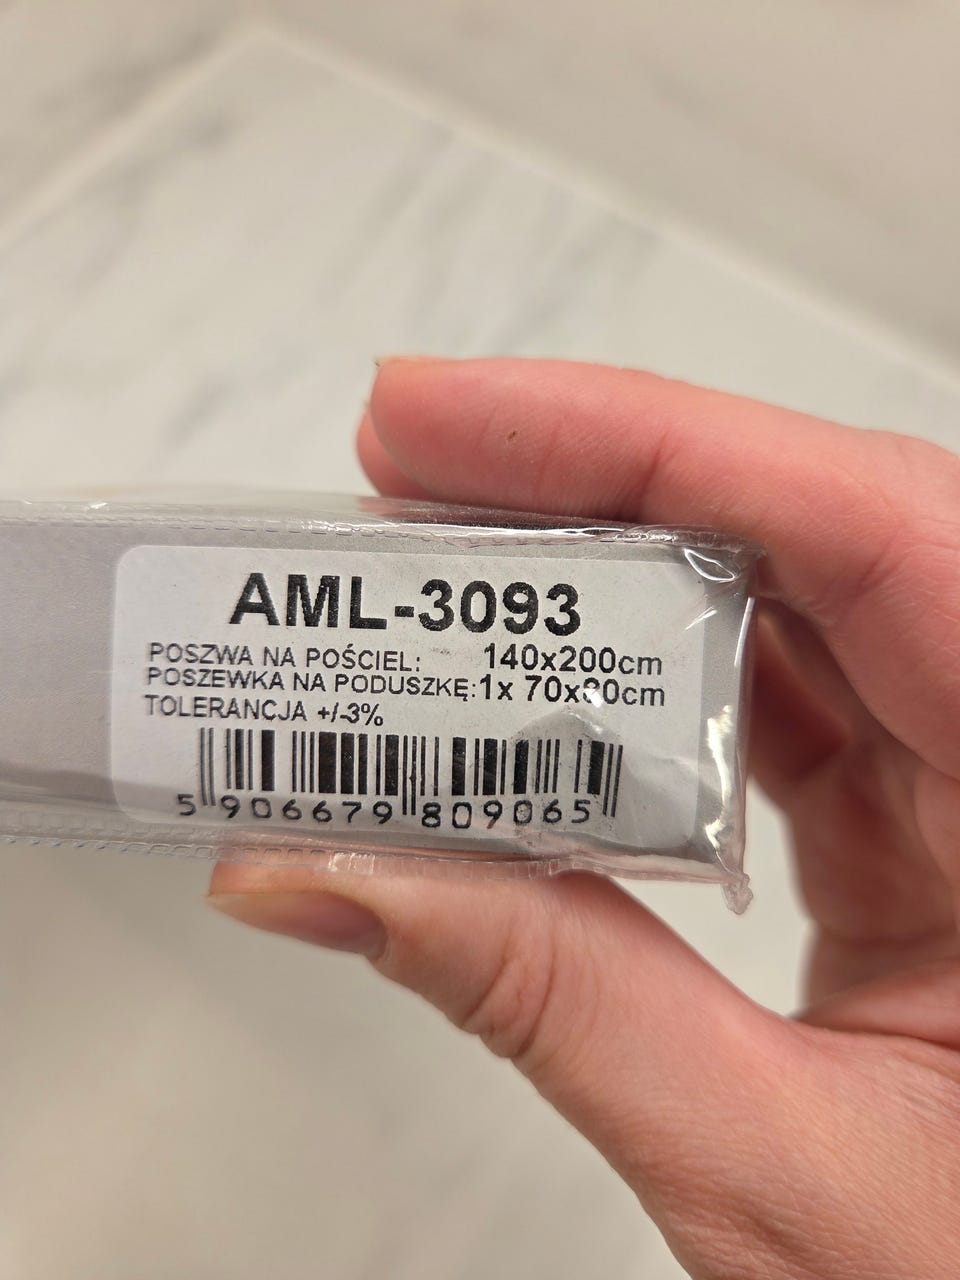 AML-3093
POSZWA NA POŚCIEL: 140x200cm
POSZEWKA NA PODUSZKĘ: 1x 70x80cm
TOLERANCJA +/-3%
5 906679 809065